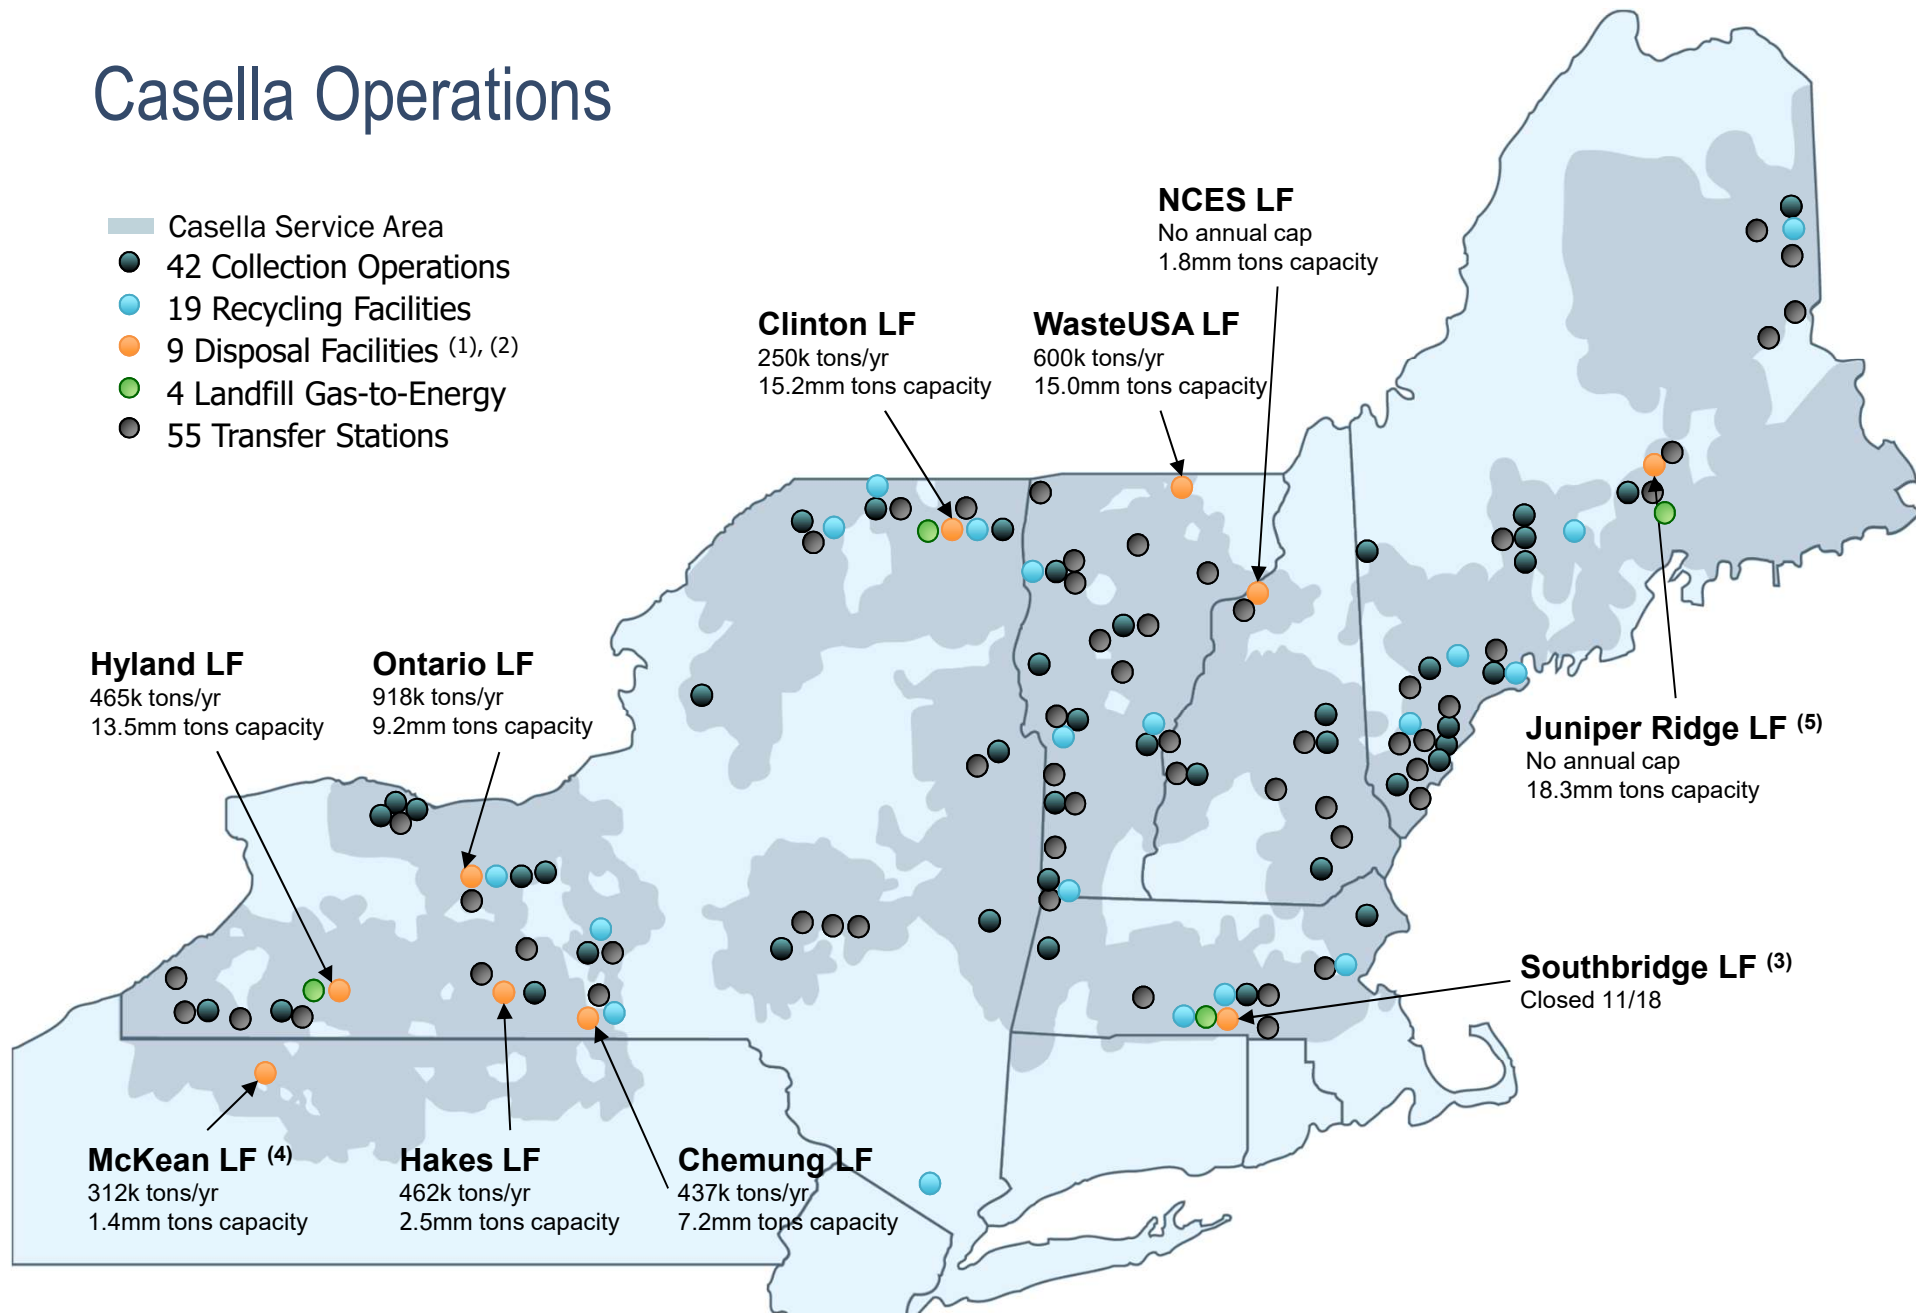 Casella Operations
Casella Service Area
42 Collection Operations
19 Recycling Facilities
9 Disposal Facilities (1), (2)
4 Landfill Gas-to-Energy
55 Transfer Stations
NCES LF
No annual cap
1.8mm tons capacity
Clinton LF
250k tons/yr
15.2mm tons capacity
WasteUSA LF
600k tons/yr
15.0mm tons capacity
Hyland LF
465k tons/yr
13.5mm tons capacity
Ontario LF
918k tons/yr
9.2mm tons capacity
Juniper Ridge LF (5)
No annual cap
18.3mm tons capacity
Southbridge LF (3)
Closed 11/18
McKean LF (4)
312k tons/yr
1.4mm tons capacity
Hakes LF
462k tons/yr
2.5mm tons capacity
Chemung LF
437k tons/yr
7.2mm tons capacity